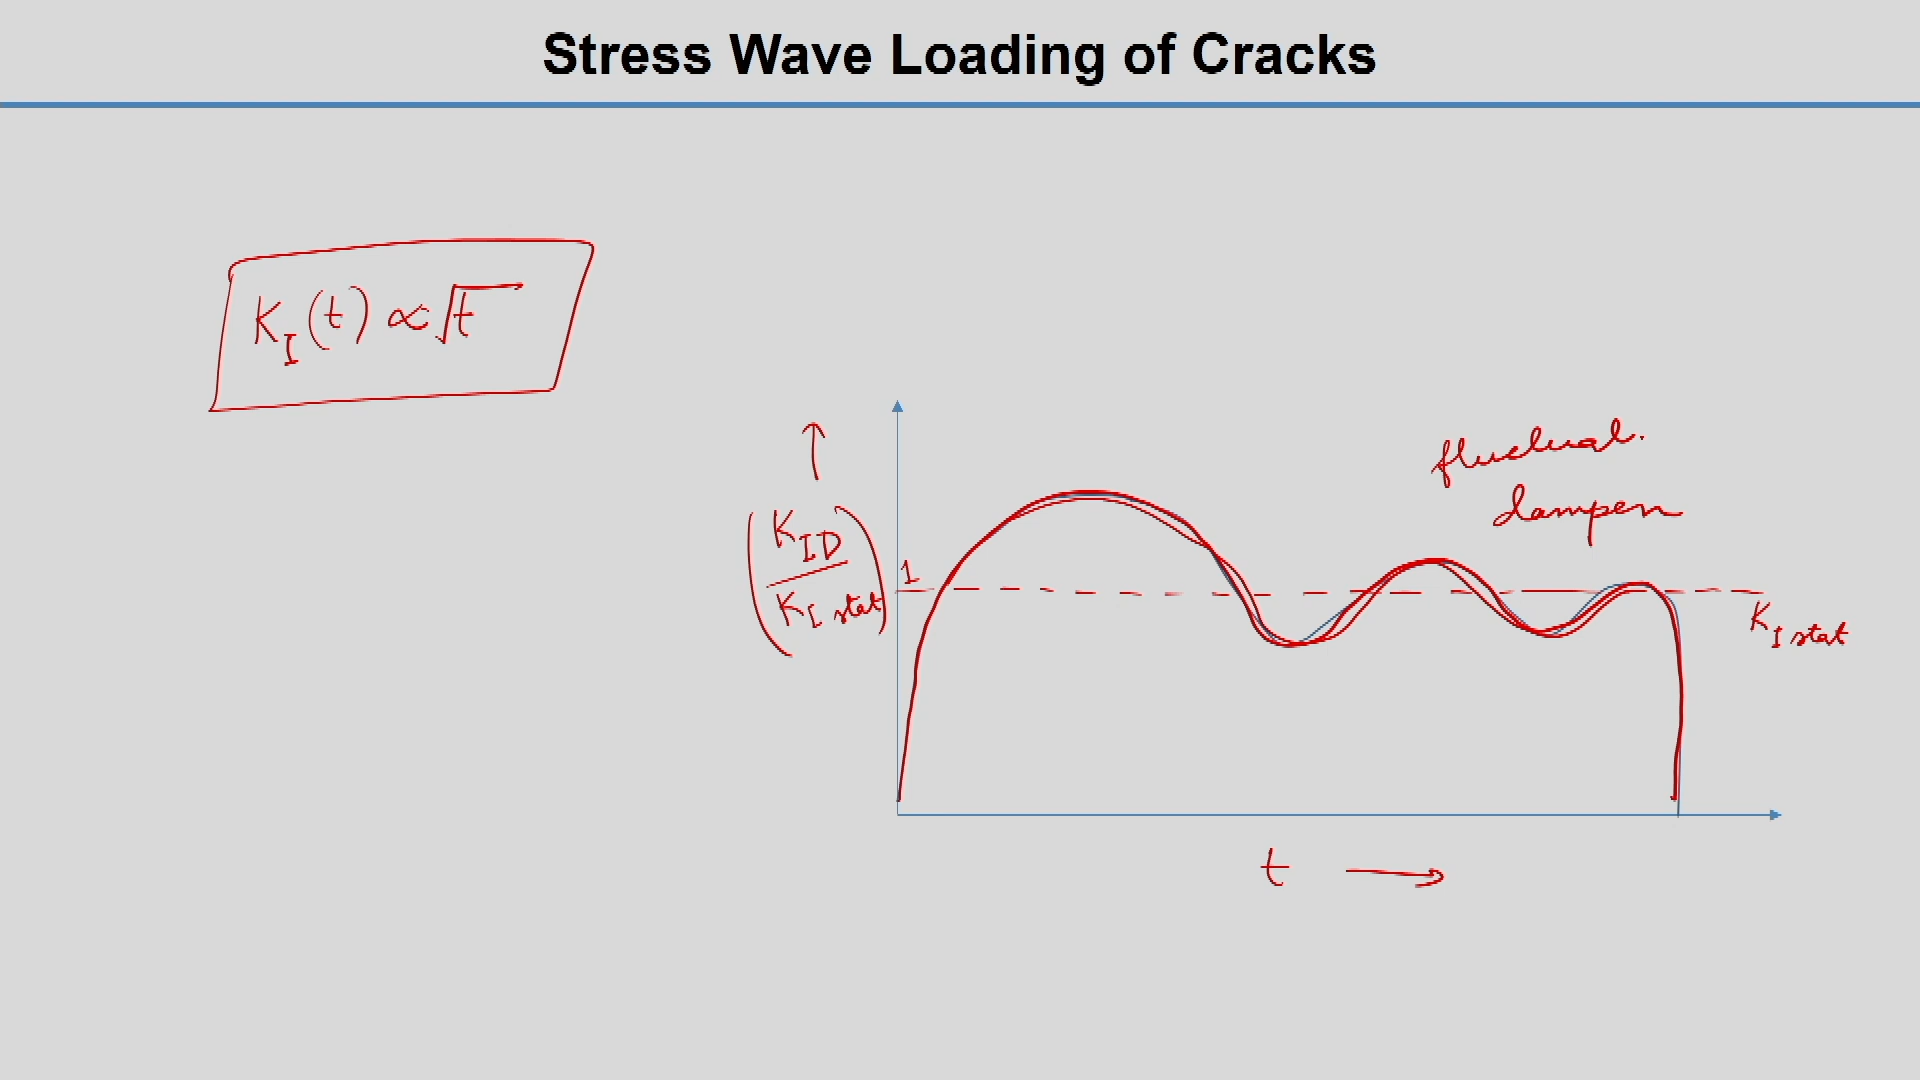 Stress Wave Loading of Cracks
K_I(t) ∝ √t
↑
(K_ID / K_I stat)
1
fluctuat.
dampen
K_I stat
t →